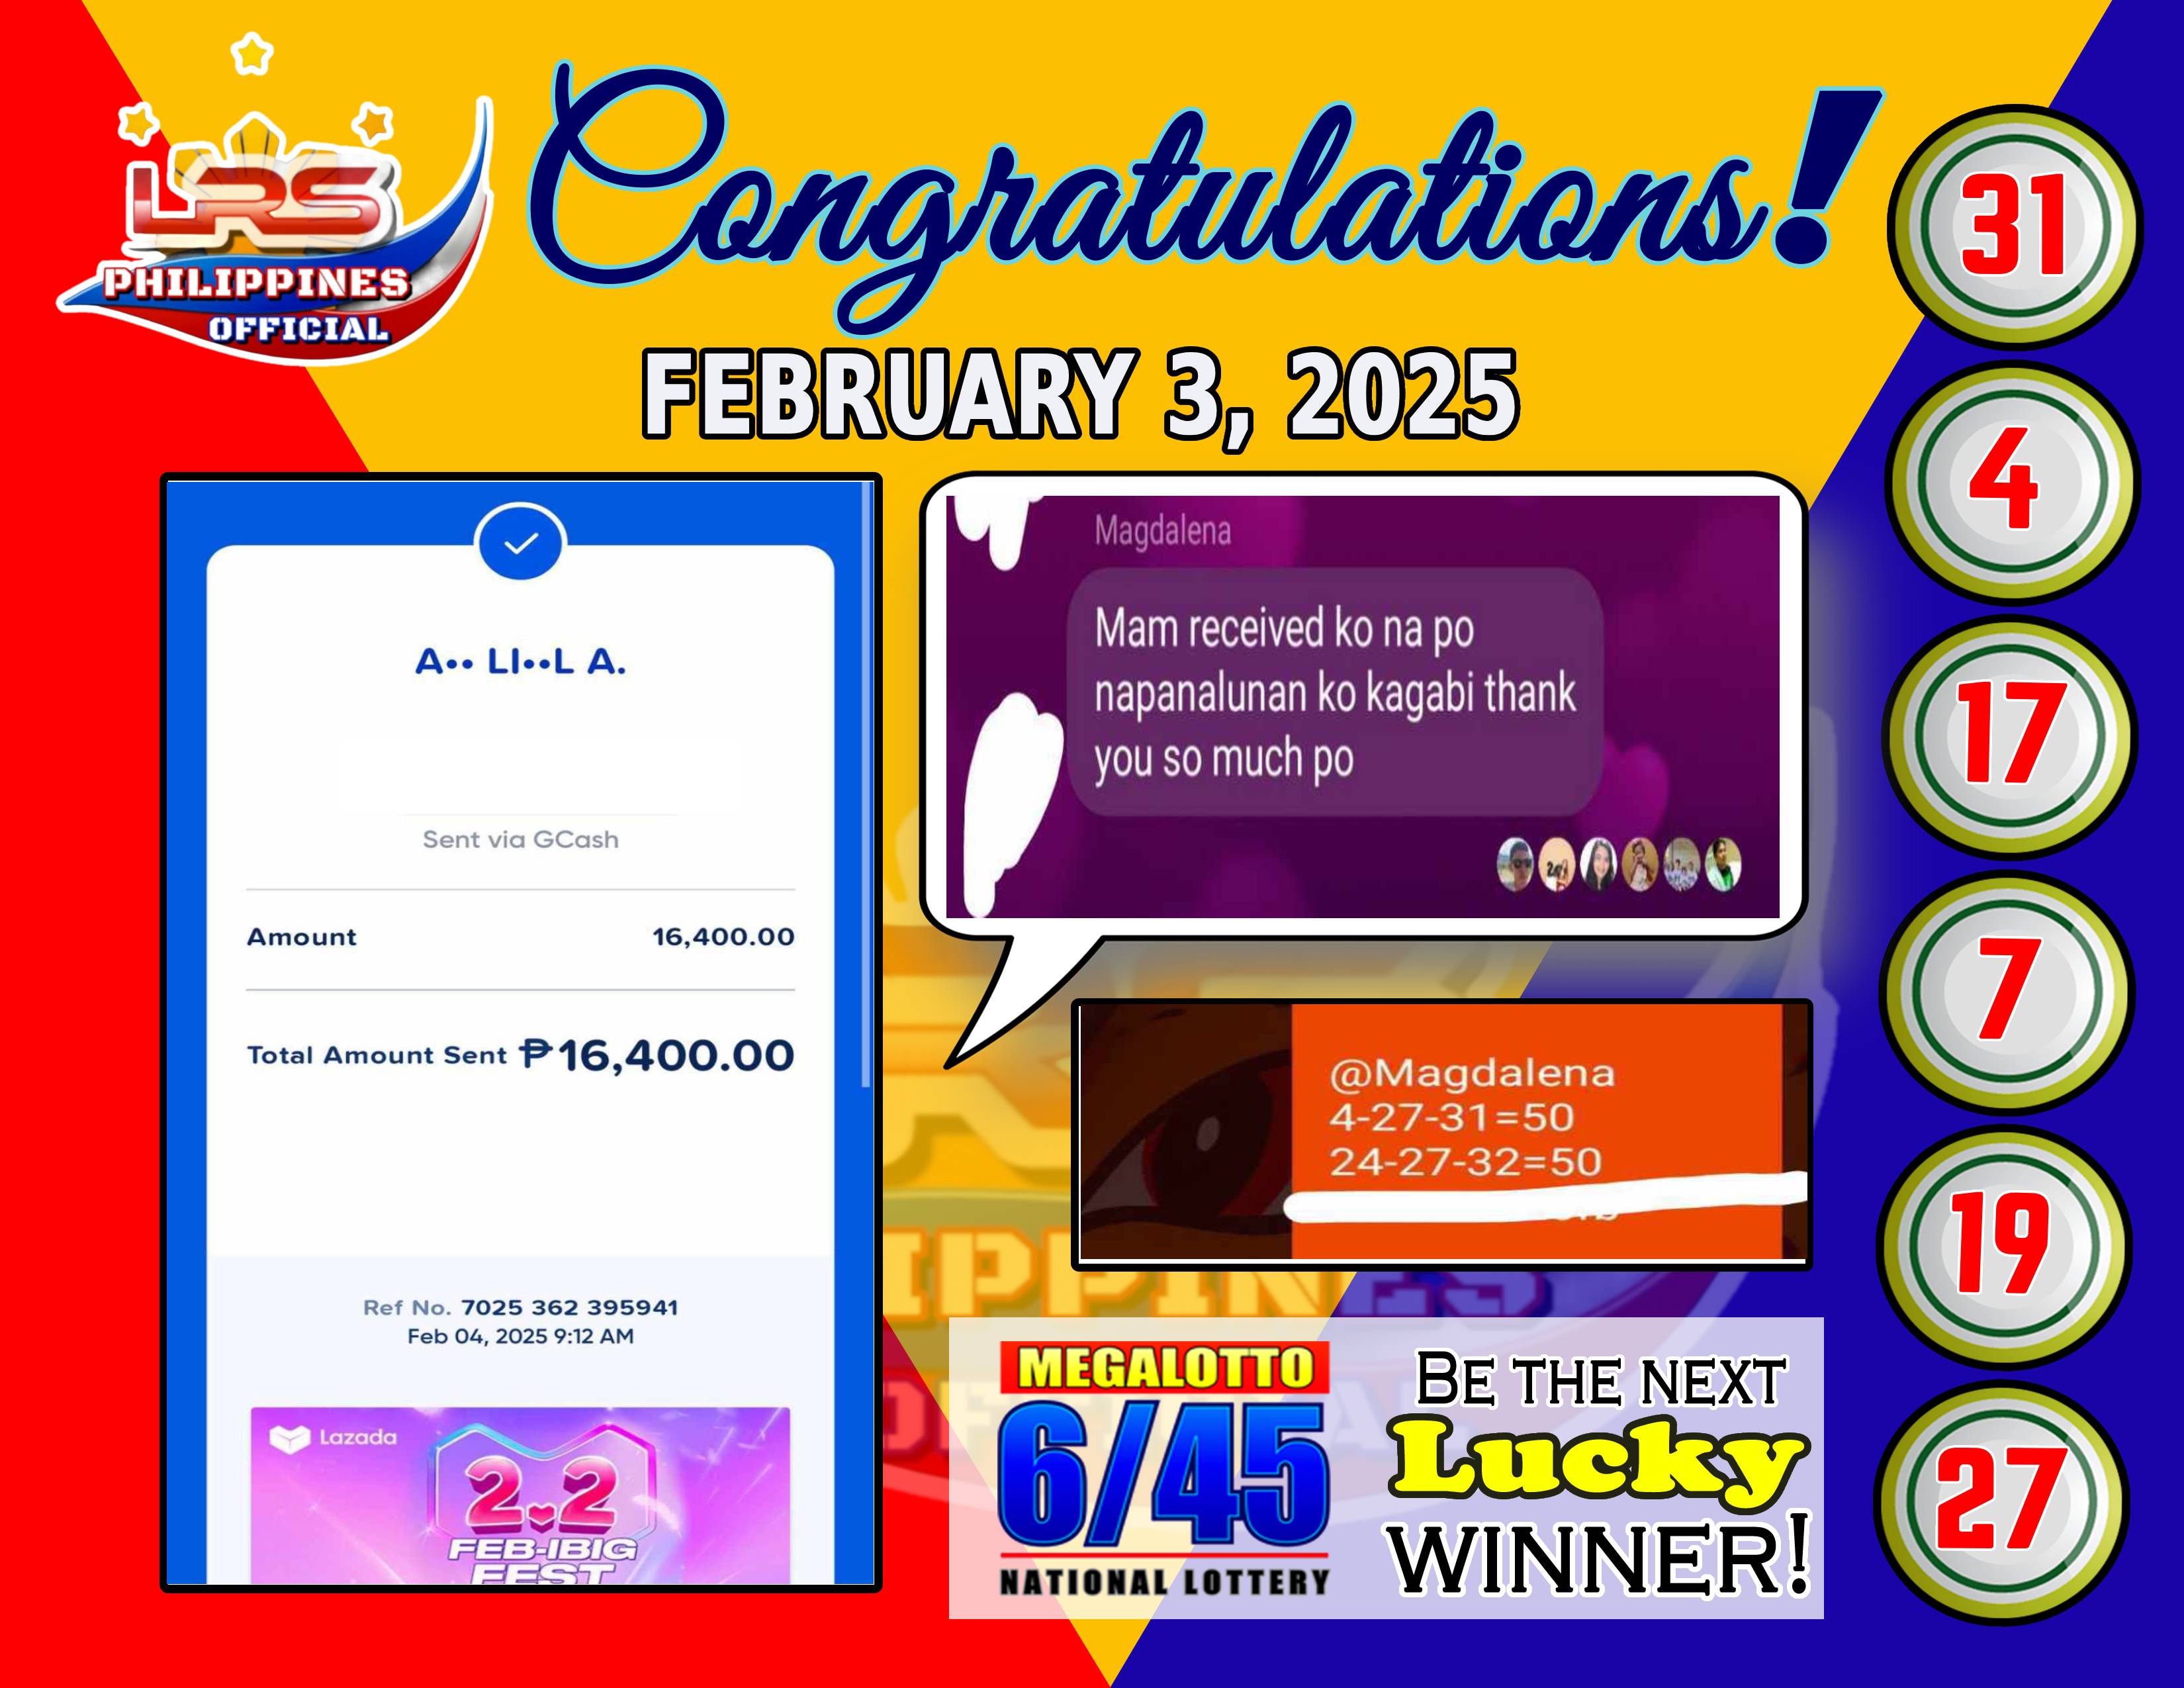 LRS
PHILIPPINES
OFFICIAL
Congratulations!
FEBRUARY 3, 2025
A•• LI••L A.
Sent via GCash
Amount 16,400.00
Total Amount Sent ₱16,400.00
Ref No. 7025 362 395941
Feb 04, 2025 9:12 AM
Lazada
2.2
FEB-IBIG
FEST
Magdalena
Mam received ko na po
napanalunan ko kagabi thank
you so much po
@Magdalena
4-27-31=50
24-27-32=50
MEGALOTTO
6/45
NATIONAL LOTTERY
BE THE NEXT
Lucky
WINNER!
31
4
17
7
19
27